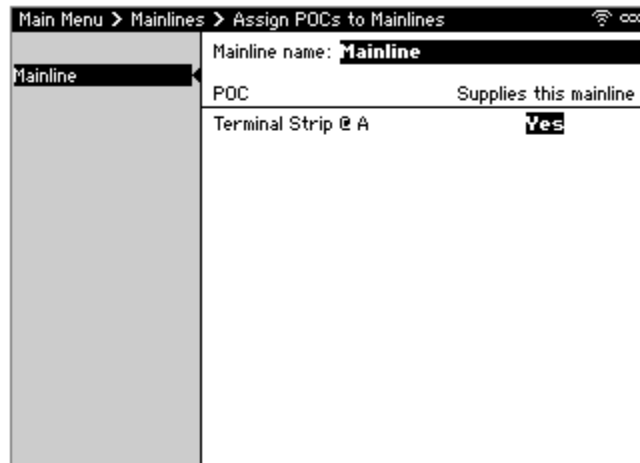 Main Menu > Mainlines > Assign POCs to Mainlines
Mainline
Mainline name: Mainline
POC Supplies this mainline
Terminal Strip @ A Yes